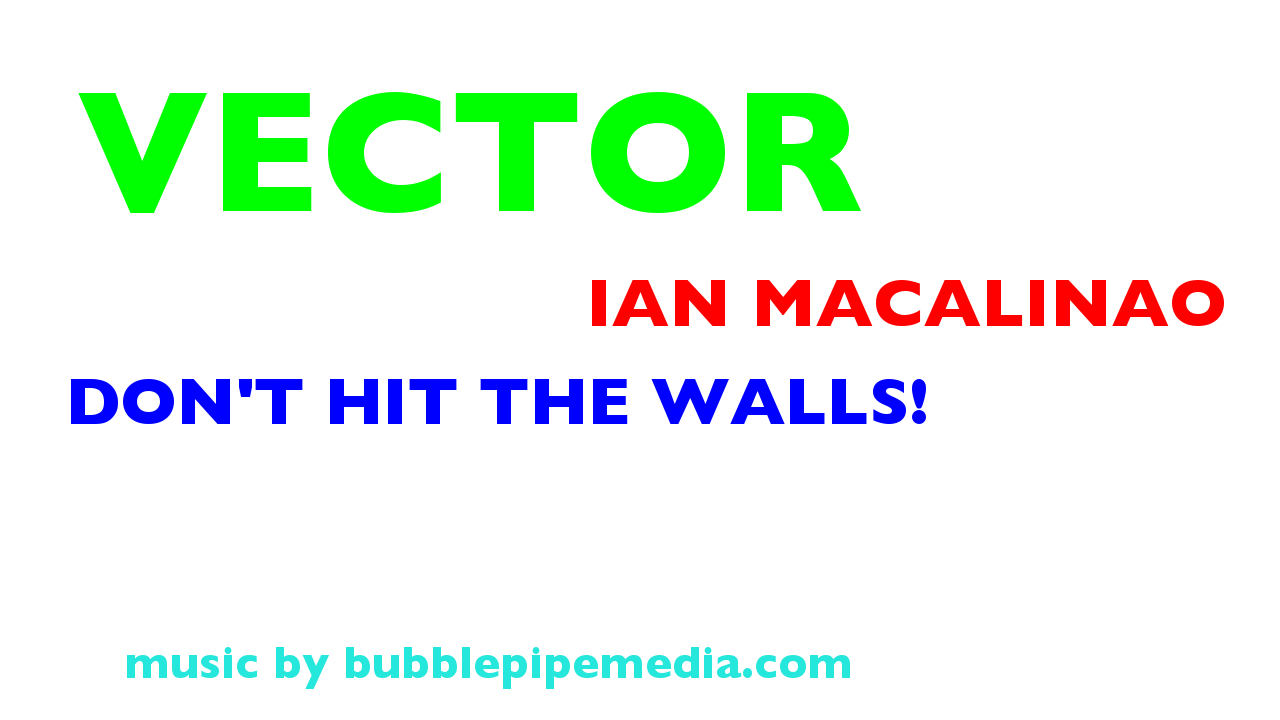 VECTOR
IAN MACALINAO
DON'T HIT THE WALLS!
music by bubblepipemedia.com